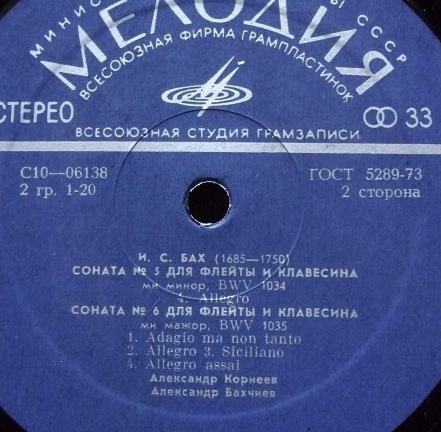 МИНИС
Ы СССР
МЕЛОДИЯ
ВСЕСОЮЗНАЯ ФИРМА ГРАМПЛАСТИНОК
СТЕРЕО
33
ВСЕСОЮЗНАЯ СТУДИЯ ГРАМЗАПИСИ
С10—06138
ГОСТ 5289-73
2 гр. 1-20
2 сторона
И. С. БАХ (1685—1750)
СОНАТА № 5 ДЛЯ ФЛЕЙТЫ И КЛАВЕСИНА
ми минор, BWV 1034
4. Allegro
СОНАТА № 6 ДЛЯ ФЛЕЙТЫ И КЛАВЕСИНА
ми мажор, BWV 1035
1. Adagio ma non tanto
2. Allegro 3. Siciliano
4. Allegro assai
Александр Корнеев
Александр Бахчиев